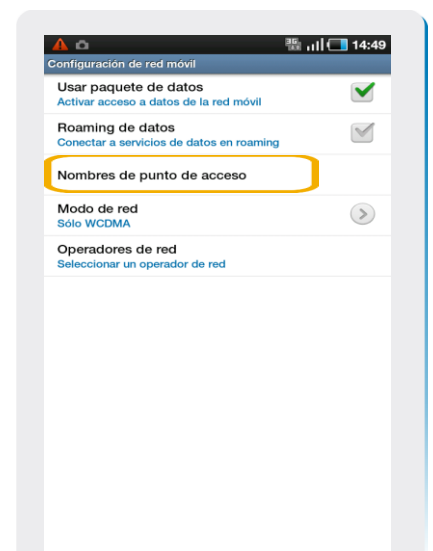 3G 14:49
Configuración de red móvil
Usar paquete de datos
Activar acceso a datos de la red móvil
Roaming de datos
Conectar a servicios de datos en roaming
Nombres de punto de acceso
Modo de red
Sólo WCDMA
Operadores de red
Seleccionar un operador de red